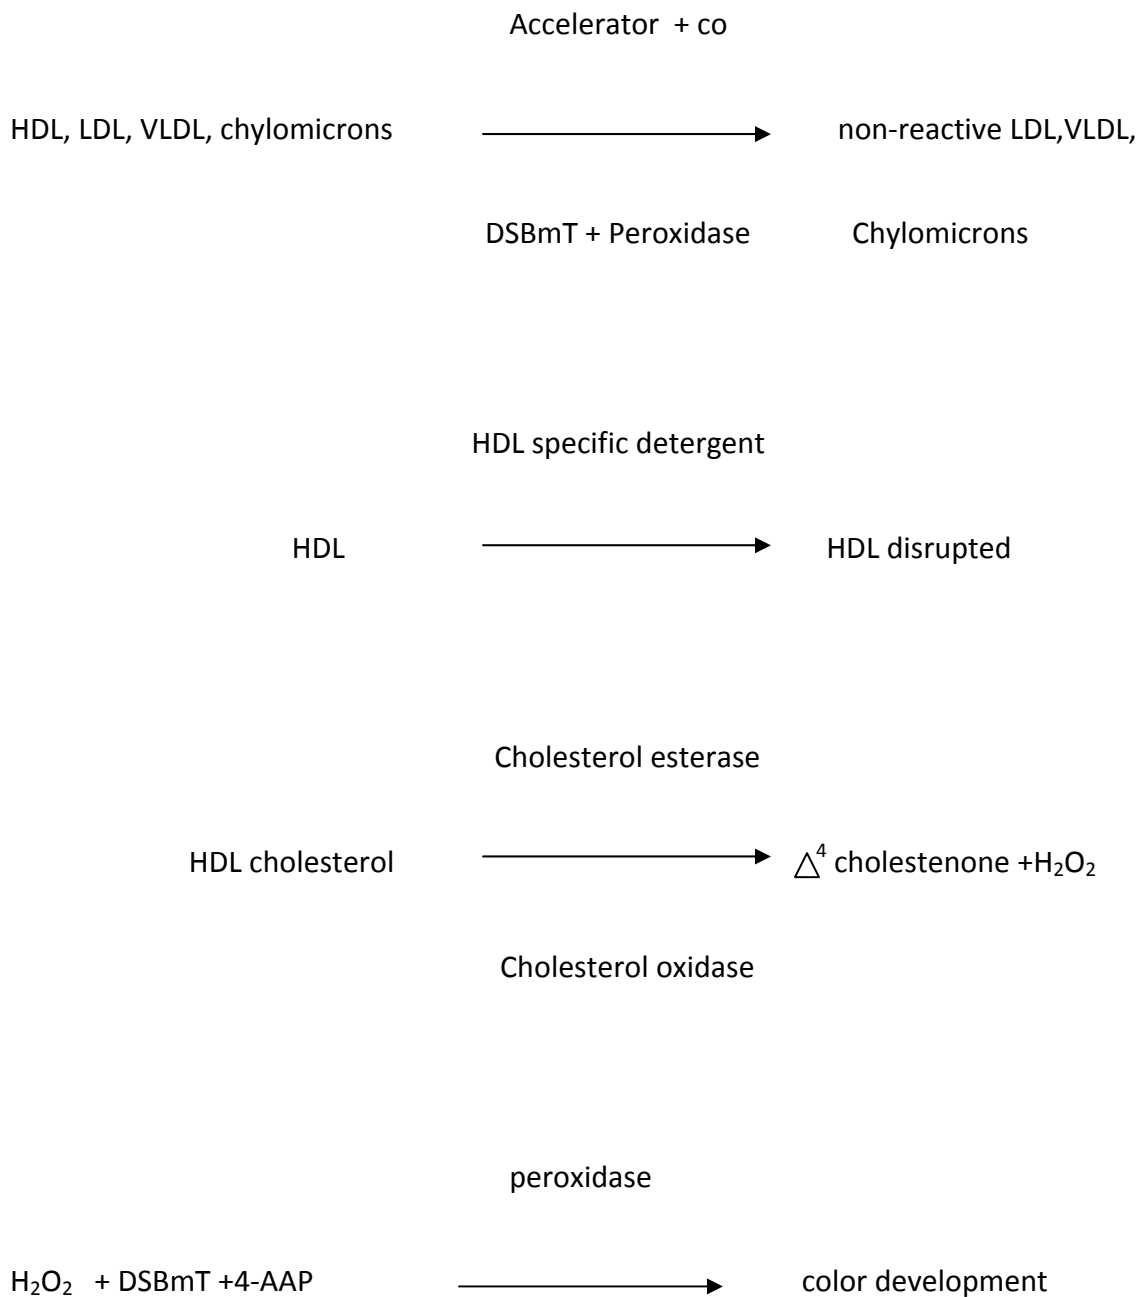 Accelerator + co
HDL, LDL, VLDL, chylomicrons non-reactive LDL,VLDL,
DSBmT + Peroxidase Chylomicrons
HDL specific detergent
HDL HDL disrupted
Cholesterol esterase
HDL cholesterol △⁴ cholestenone +H₂O₂
Cholesterol oxidase
peroxidase
H₂O₂ + DSBmT +4-AAP color development